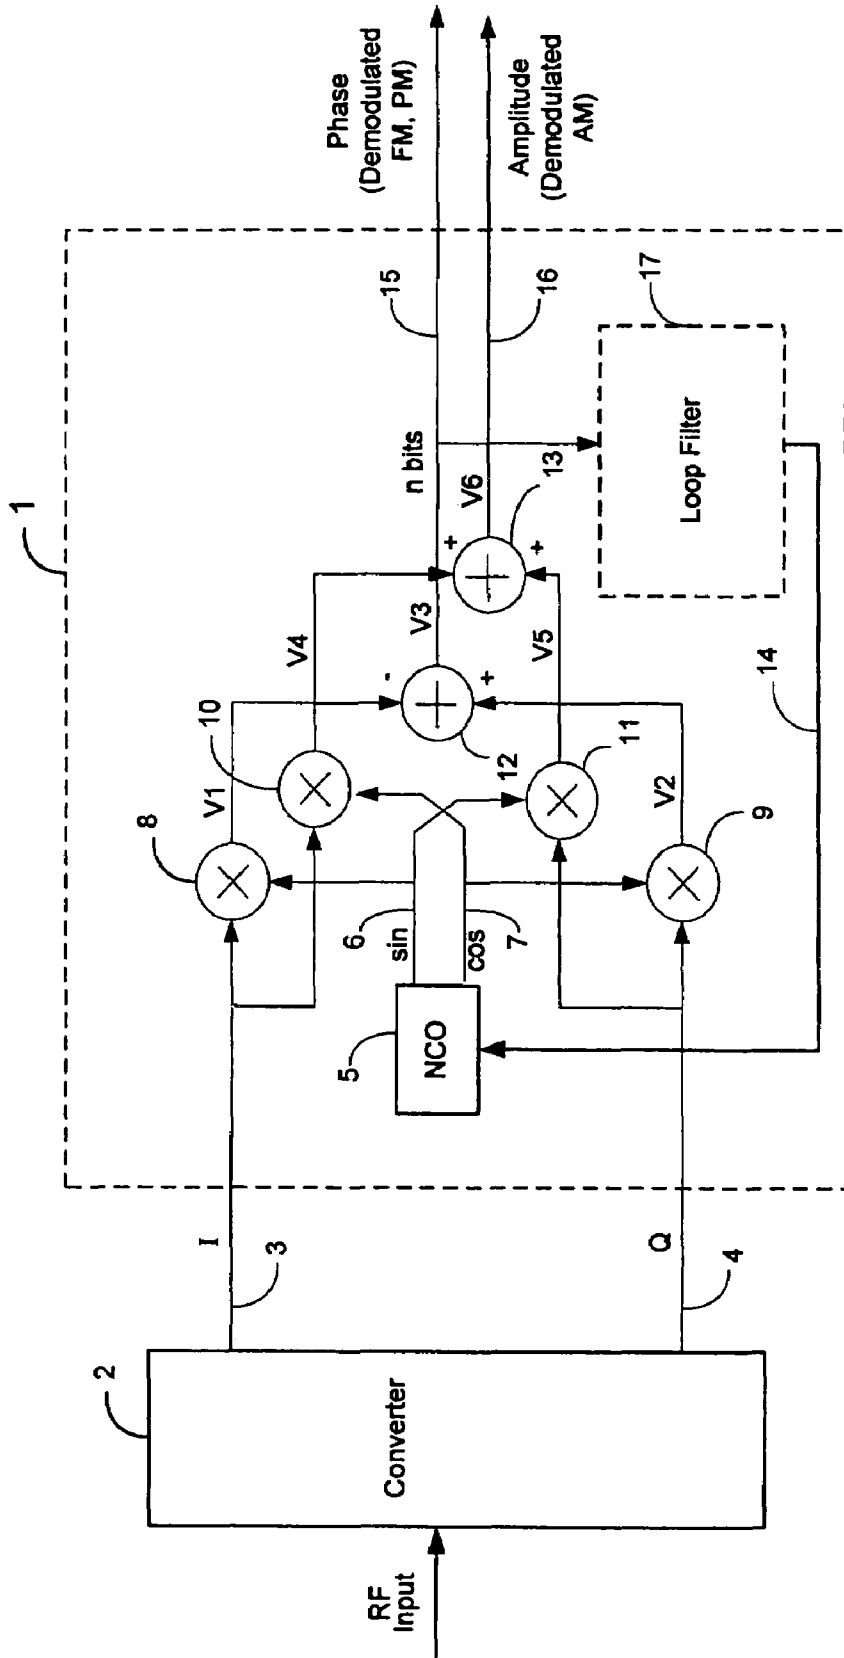 1
RF
Input
Converter
2
I
3
Q
4
NCO
5
sin
6
cos
7
8
V1
10
V4
9
V2
11
V5
12
V3
13
V6
n bits
14
15
16
17
Loop Filter
Phase
(Demodulated
FM, PM)
Amplitude
(Demodulated
AM)
-
+
+
+